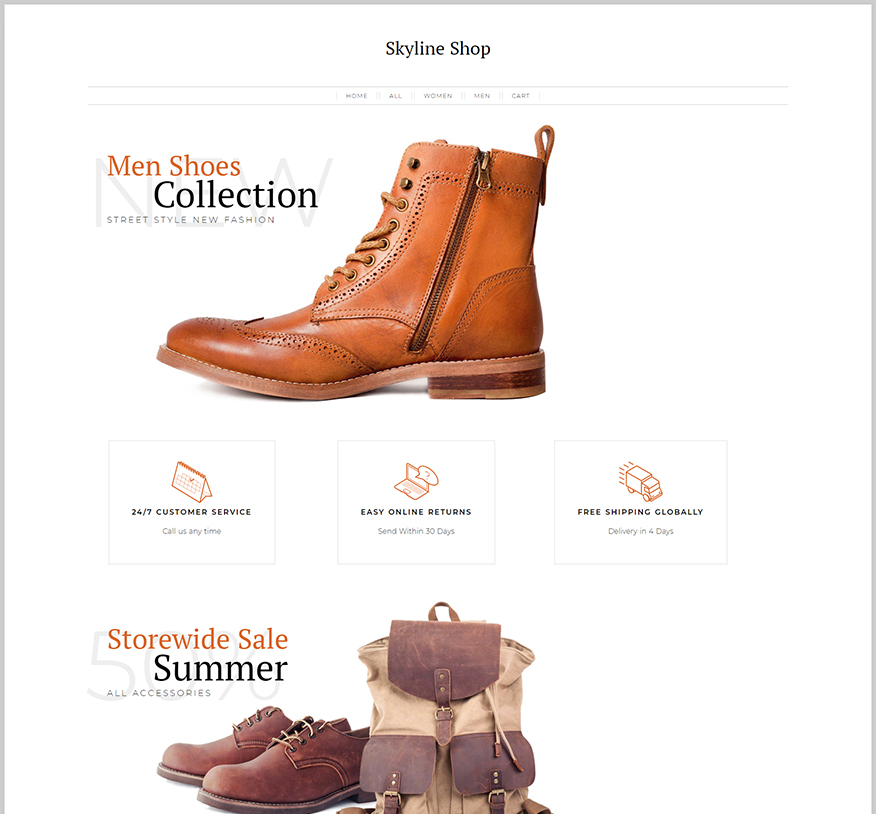 Skyline Shop
HOME ALL WOMEN MEN CART
NEW
Men Shoes
Collection
STREET STYLE NEW FASHION
24/7 CUSTOMER SERVICE
Call us any time
EASY ONLINE RETURNS
Send Within 30 Days
FREE SHIPPING GLOBALLY
Delivery in 4 Days
50%
Storewide Sale
Summer
ALL ACCESSORIES